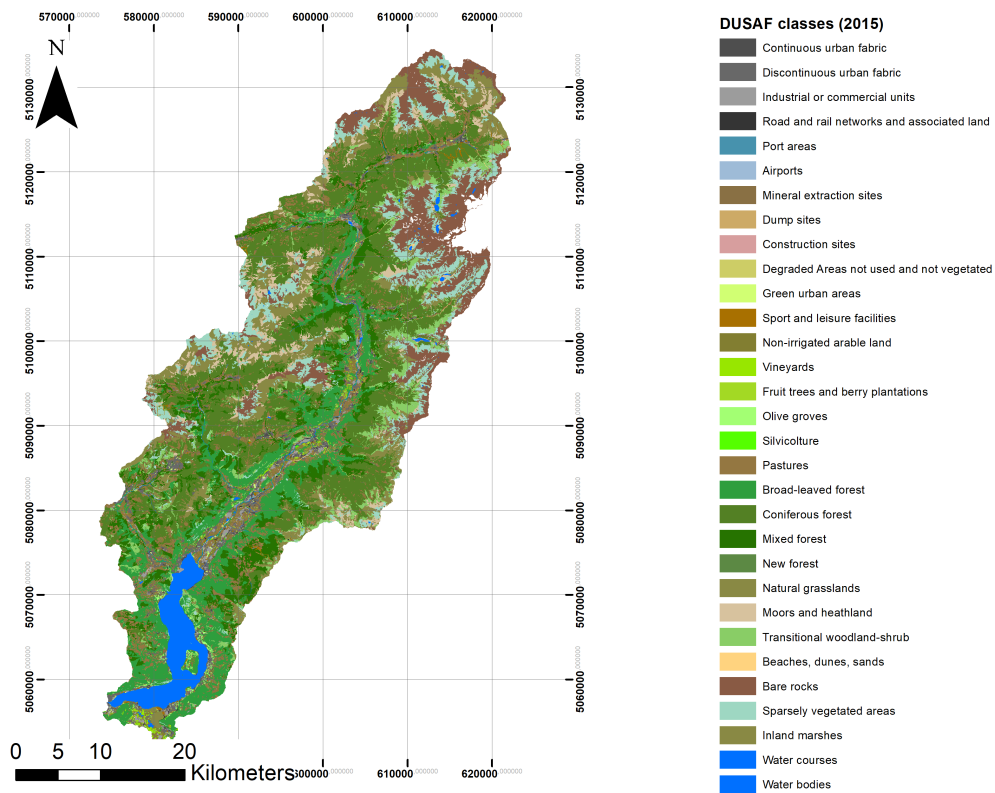 570000 580000 590000 600000 610000 620000
DUSAF classes (2015)
N
Continuous urban fabric
Discontinuous urban fabric
Industrial or commercial units
Road and rail networks and associated land
Port areas
Airports
Mineral extraction sites
Dump sites
Construction sites
Degraded Areas not used and not vegetated
Green urban areas
Sport and leisure facilities
Non-irrigated arable land
Vineyards
Fruit trees and berry plantations
Olive groves
Silvicolture
Pastures
Broad-leaved forest
Coniferous forest
Mixed forest
New forest
Natural grasslands
Moors and heathland
Transitional woodland-shrub
Beaches, dunes, sands
Bare rocks
Sparsely vegetated areas
Inland marshes
Water courses
Water bodies
5130000 5130000
5120000 5120000
5110000 5110000
5100000 5100000
5090000 5090000
5080000 5080000
5070000 5070000
5060000 5060000
0 5 10 20
Kilometers
610000 620000